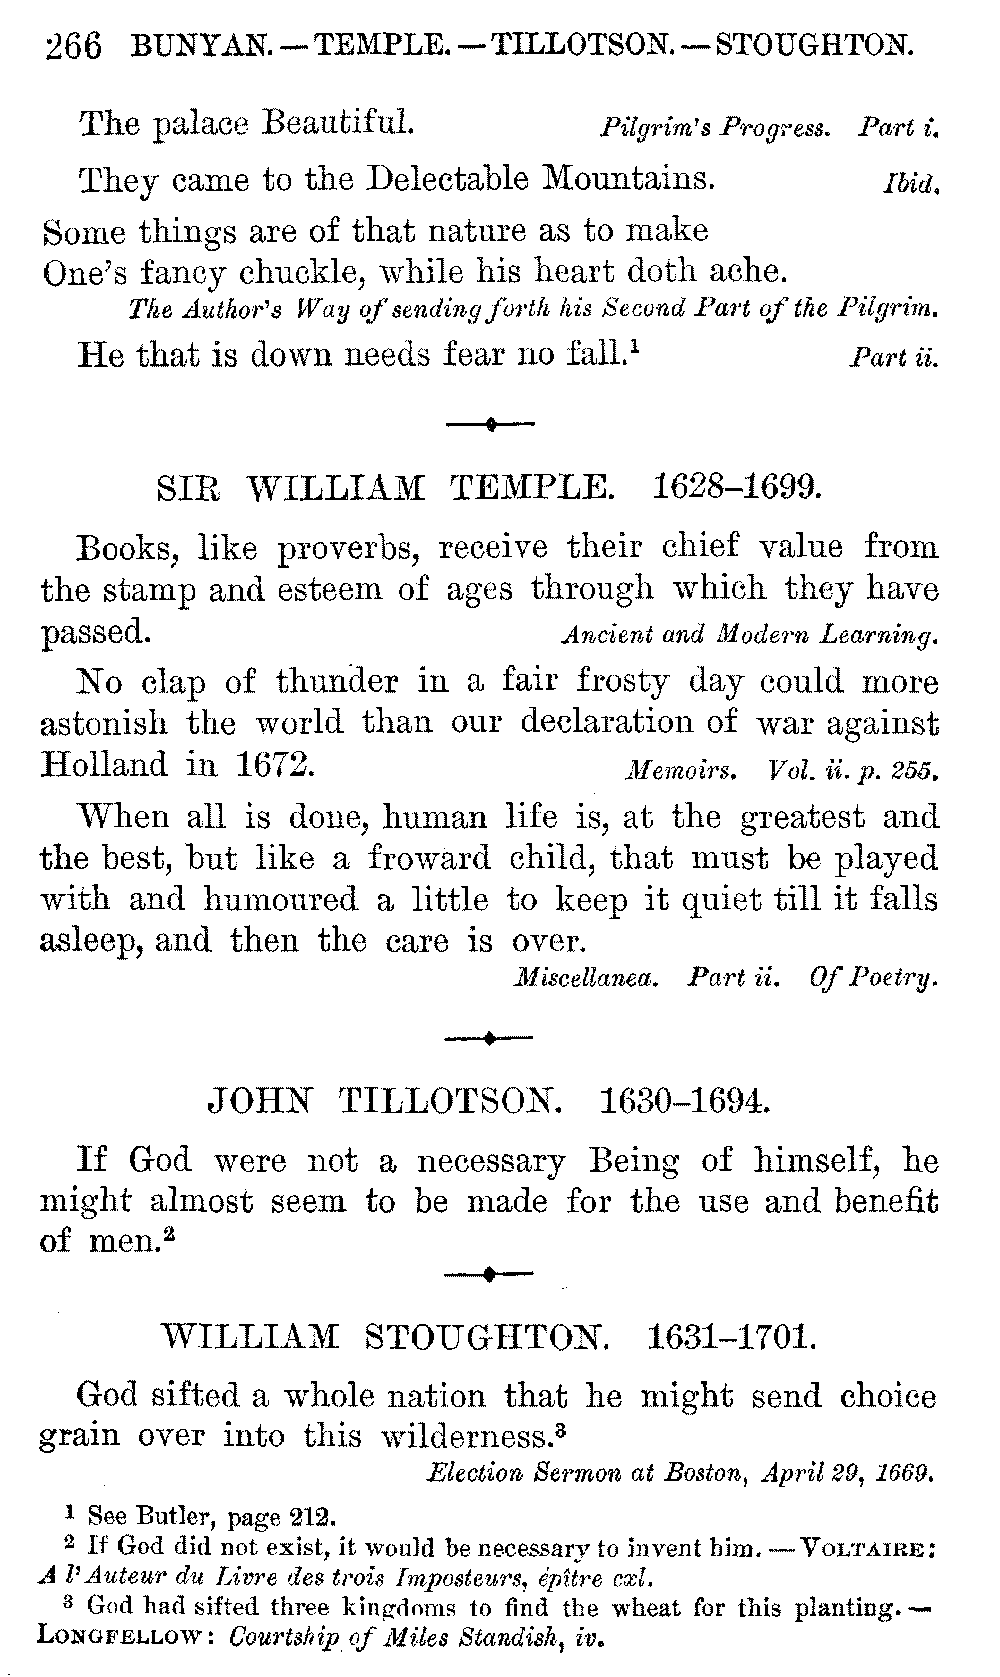 266 BUNYAN. — TEMPLE. — TILLOTSON. — STOUGHTON.
The palace Beautiful. Pilgrim's Progress. Part i.
They came to the Delectable Mountains. Ibid.
Some things are of that nature as to make
One's fancy chuckle, while his heart doth ache.
The Author's Way of sending forth his Second Part of the Pilgrim.
He that is down needs fear no fall.¹ Part ii.
SIR WILLIAM TEMPLE. 1628–1699.
Books, like proverbs, receive their chief value from
the stamp and esteem of ages through which they have
passed. Ancient and Modern Learning.
No clap of thunder in a fair frosty day could more
astonish the world than our declaration of war against
Holland in 1672. Memoirs. Vol. ii. p. 255.
When all is done, human life is, at the greatest and
the best, but like a froward child, that must be played
with and humoured a little to keep it quiet till it falls
asleep, and then the care is over.
Miscellanea. Part ii. Of Poetry.
JOHN TILLOTSON. 1630–1694.
If God were not a necessary Being of himself, he
might almost seem to be made for the use and benefit
of men.²
WILLIAM STOUGHTON. 1631–1701.
God sifted a whole nation that he might send choice
grain over into this wilderness.³
Election Sermon at Boston, April 29, 1669.
¹ See Butler, page 212.
² If God did not exist, it would be necessary to invent him. — VOLTAIRE:
A l'Auteur du Livre des trois Imposteurs, épître cxl.
³ God had sifted three kingdoms to find the wheat for this planting. —
LONGFELLOW: Courtship of Miles Standish, iv.